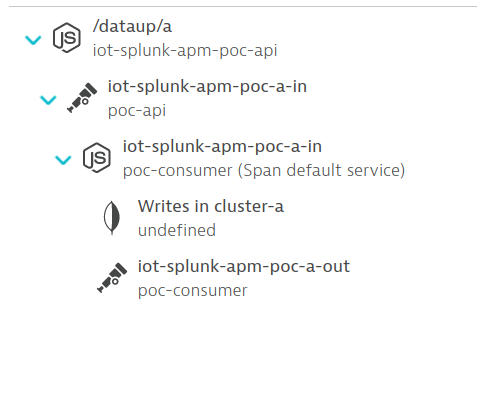 /dataup/a
iot-splunk-apm-poc-api
iot-splunk-apm-poc-a-in
poc-api
iot-splunk-apm-poc-a-in
poc-consumer (Span default service)
Writes in cluster-a
undefined
iot-splunk-apm-poc-a-out
poc-consumer